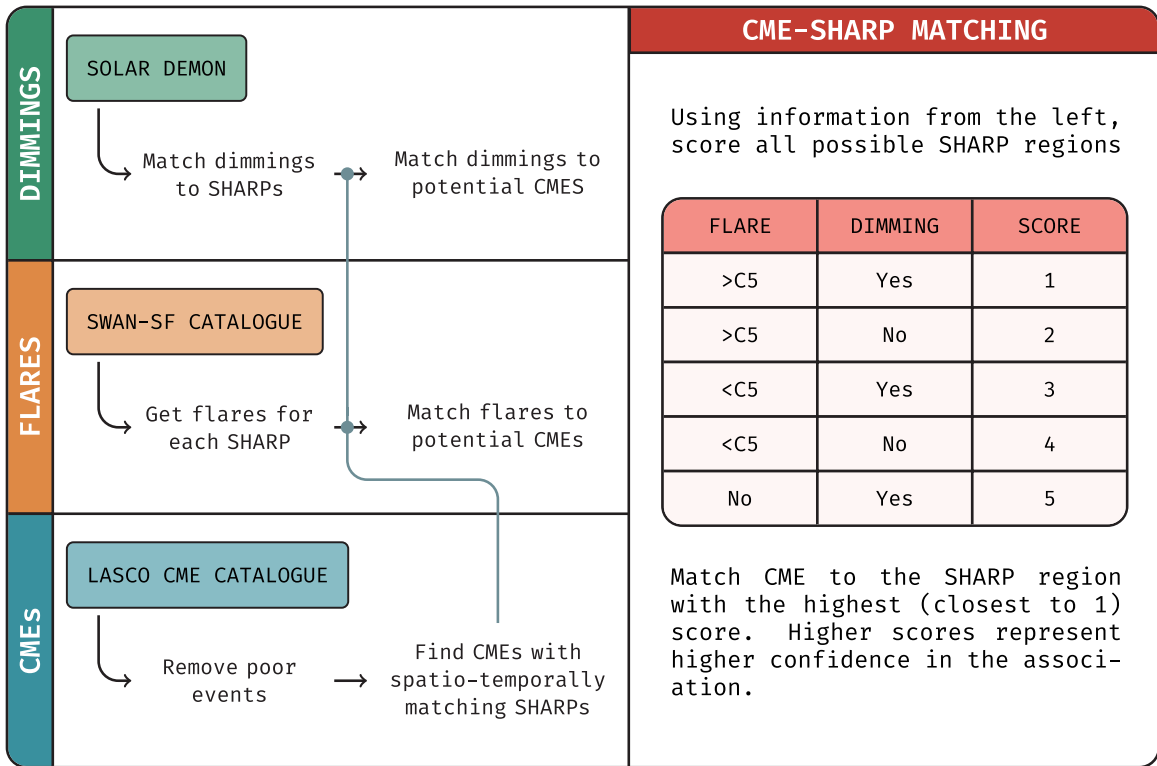 DIMMINGS
SOLAR DEMON
Match dimmings
to SHARPs
Match dimmings to
potential CMES
FLARES
SWAN-SF CATALOGUE
Get flares for
each SHARP
Match flares to
potential CMEs
CMEs
LASCO CME CATALOGUE
Remove poor
events
Find CMEs with
spatio-temporally
matching SHARPs
CME-SHARP MATCHING
Using information from the left,
score all possible SHARP regions
FLARE DIMMING SCORE
>C5 Yes 1
>C5 No 2
<C5 Yes 3
<C5 No 4
No Yes 5
Match CME to the SHARP region
with the highest (closest to 1)
score. Higher scores represent
higher confidence in the associ-
ation.